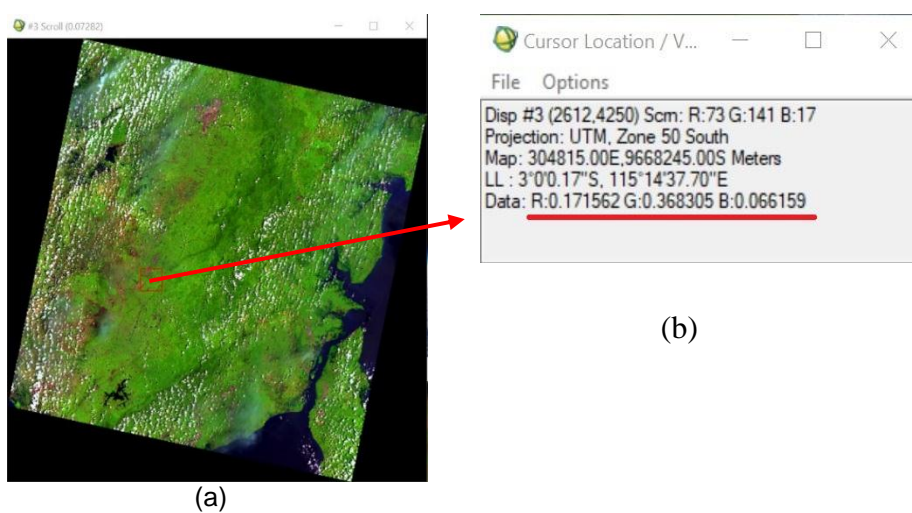 #3 Scroll (0.07282)
(a)
Cursor Location / V...
File Options
Disp #3 (2612,4250) Scrn: R:73 G:141 B:17
Projection: UTM, Zone 50 South
Map: 304815.00E,9668245.00S Meters
LL : 3°0'0.17"S, 115°14'37.70"E
Data: R:0.171562 G:0.368305 B:0.066159
(b)